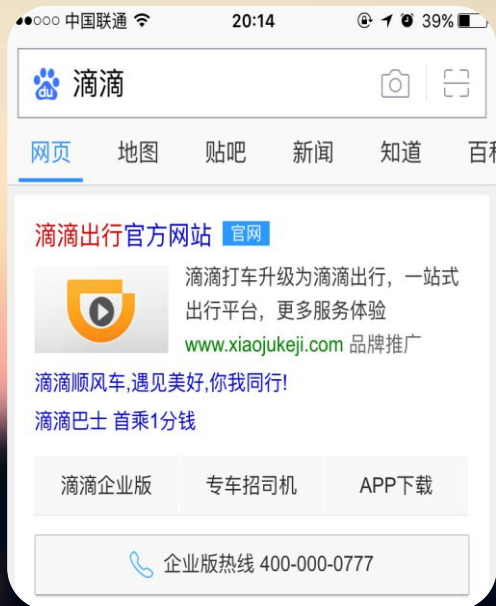 中国联通 20:14 39%
du 滴滴
网页 地图 贴吧 新闻 知道 百科
滴滴出行官方网站 官网
滴滴打车升级为滴滴出行，一站式
出行平台，更多服务体验
www.xiaojukeji.com 品牌推广
滴滴顺风车,遇见美好,你我同行!
滴滴巴士 首乘1分钱
滴滴企业版 专车招司机 APP下载
企业版热线 400-000-0777